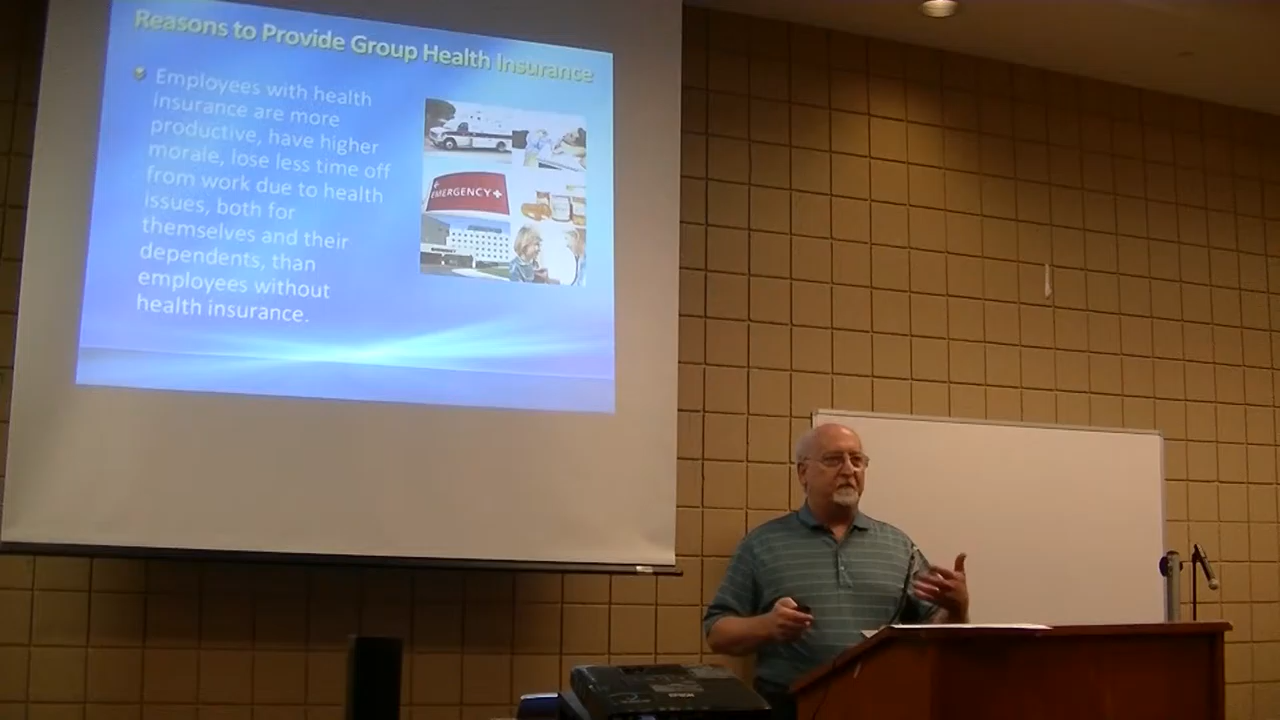 Reasons to Provide Group Health Insurance
Employees with health
insurance are more
productive, have higher
morale, lose less time off
from work due to health
issues, both for
themselves and their
dependents, than
employees without
health insurance.
EMERGENCY+
EPSON